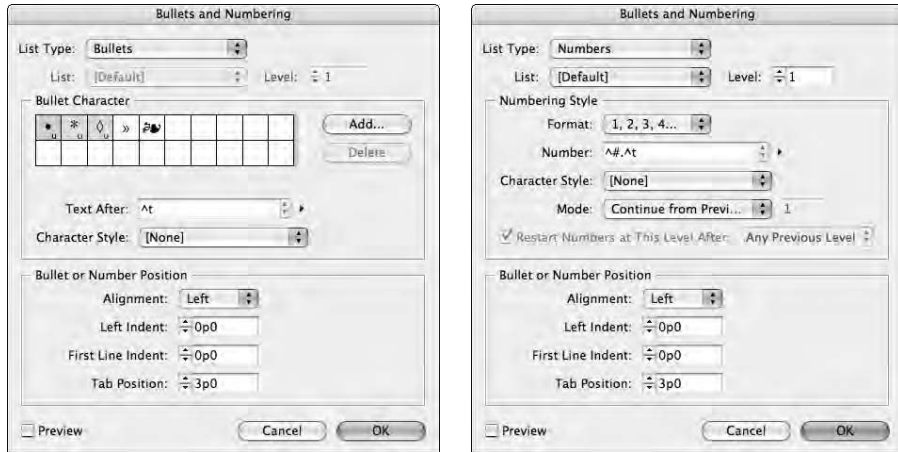 Bullets and Numbering
List Type: Bullets
List: [Default] Level: 1
Bullet Character
• u * u ◊ u »
Add...
Delete
Text After: ^t
Character Style: [None]
Bullet or Number Position
Alignment: Left
Left Indent: 0p0
First Line Indent: 0p0
Tab Position: 3p0
Preview Cancel OK
Bullets and Numbering
List Type: Numbers
List: [Default] Level: 1
Numbering Style
Format: 1, 2, 3, 4...
Number: ^#.^t
Character Style: [None]
Mode: Continue from Previ... 1
Restart Numbers at This Level After: Any Previous Level
Bullet or Number Position
Alignment: Left
Left Indent: 0p0
First Line Indent: 0p0
Tab Position: 3p0
Preview Cancel OK